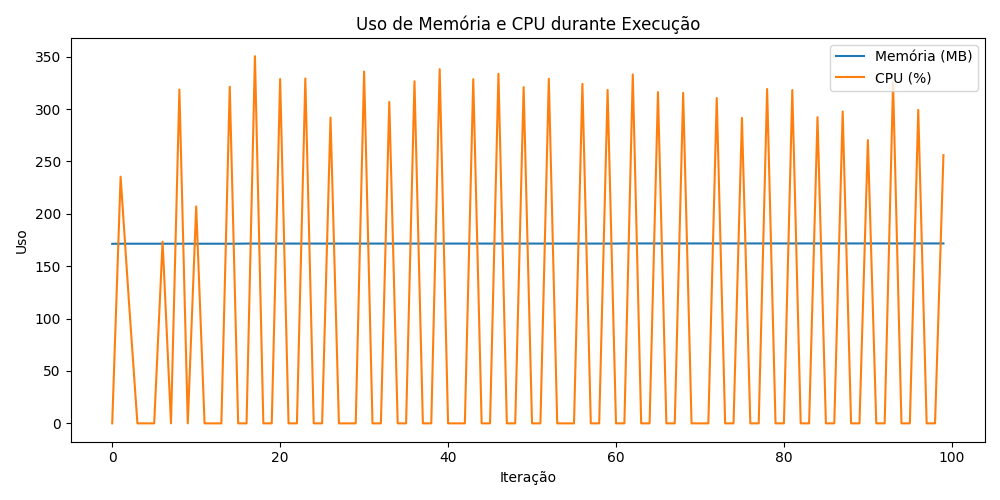 Uso de Memória e CPU durante Execução
Memória (MB)
CPU (%)
350
300
250
200
150
100
50
0
Uso
0 20 40 60 80 100
Iteração